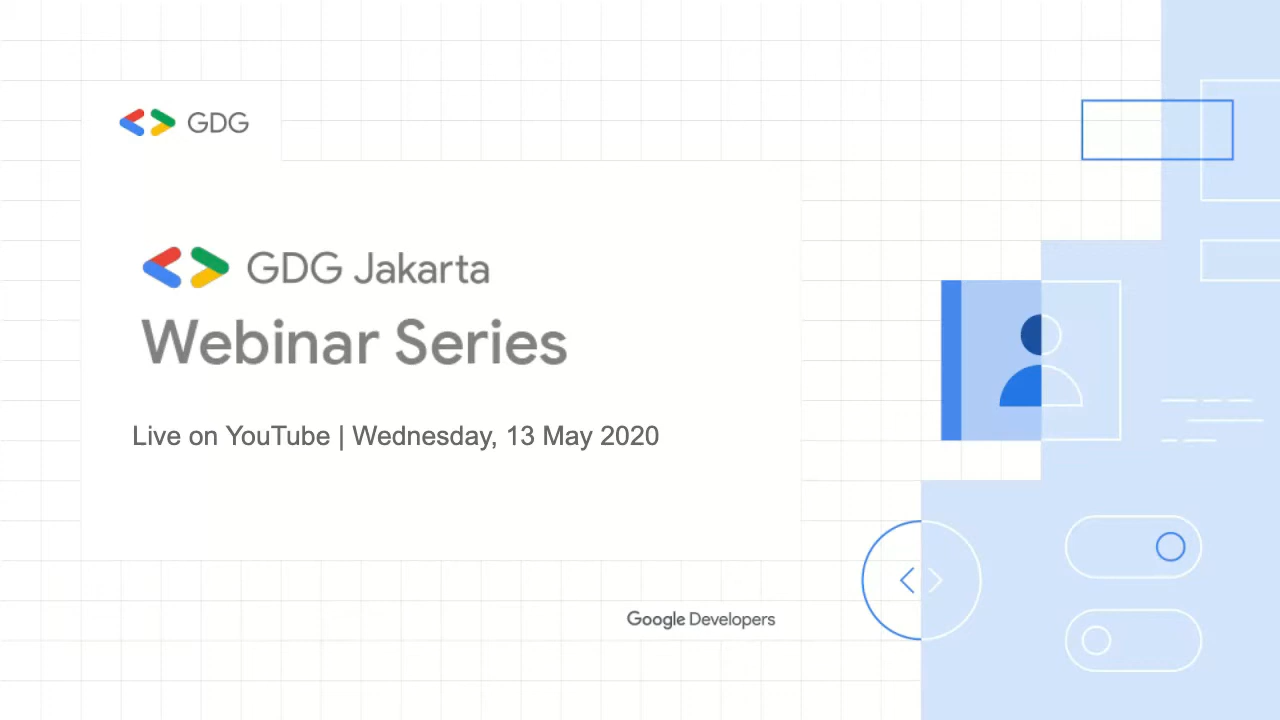 GDG
GDG Jakarta
Webinar Series
Live on YouTube | Wednesday, 13 May 2020
Google Developers